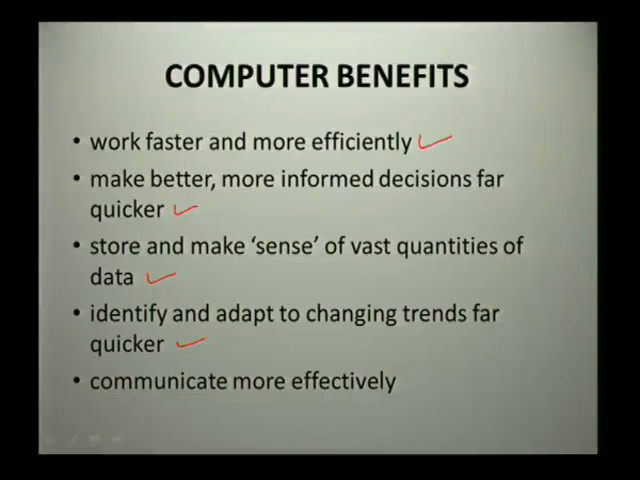 COMPUTER BENEFITS
• work faster and more efficiently
• make better, more informed decisions far
quicker
• store and make ‘sense’ of vast quantities of
data
• identify and adapt to changing trends far
quicker
• communicate more effectively